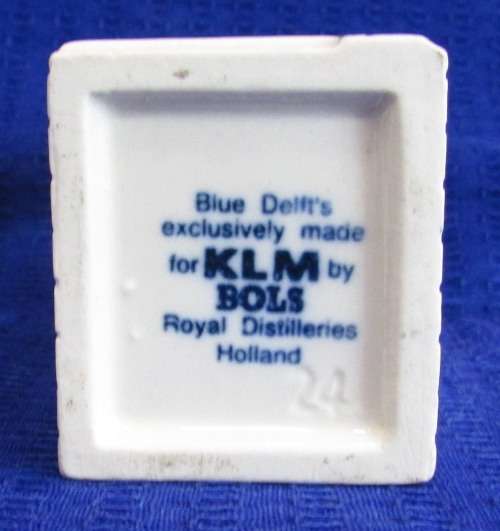 Blue Delft's
exclusively made
for KLM by
BOLS
Royal Distilleries
Holland
24